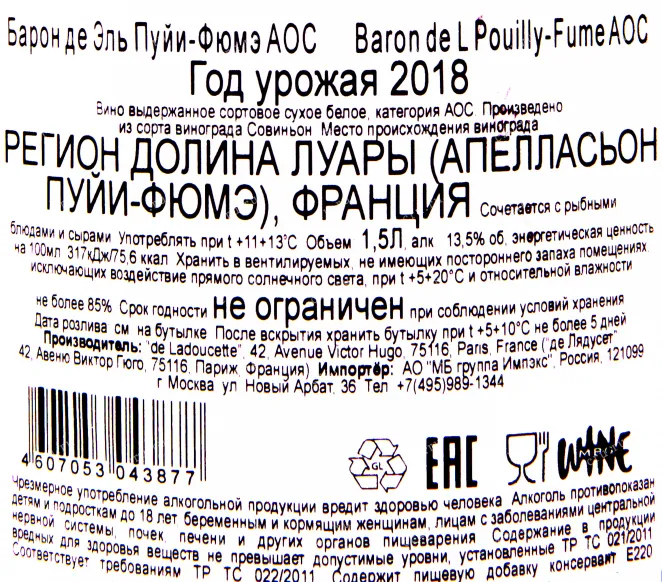 Барон де Эль Пуйи-Фюмэ АОС Baron de L Pouilly-Fume AOC
Год урожая 2018
Вино выдержанное сортовое сухое белое, категория АОС. Произведено
из сорта винограда Совиньон. Место происхождения винограда
РЕГИОН ДОЛИНА ЛУАРЫ (АПЕЛЛАСЬОН
ПУЙИ-ФЮМЭ), ФРАНЦИЯ Сочетается с рыбными
блюдами и сырами. Употреблять при t +11+13°С. Объем 1,5Л, алк. 13,5% об, энергетическая ценность
на 100мл 317кДж/75,6 ккал. Хранить в вентилируемых, не имеющих постороннего запаха помещениях,
исключающих воздействие прямого солнечного света, при t +5+20°С и относительной влажности
не более 85%. Срок годности не ограничен при соблюдении условий хранения.
Дата розлива см. на бутылке. После вскрытия хранить бутылку при t +5+10°С не более 5 дней
Производитель: "de Ladoucette", 42, Avenue Victor Hugo, 75116, Paris, France ("де Лядусет",
42, Авеню Виктор Гюго, 75116, Париж, Франция) Импортёр: АО "МБ группа Импэкс", Россия, 121099
г Москва ул Новый Арбат, 36 Тел +7(495)989-1344
4607053 043877
GL
EAC
WINE
MBG
Чрезмерное употребление алкогольной продукции вредит здоровью человека Алкоголь противопоказан
детям и подросткам до 18 лет беременным и кормящим женщинам, лицам с заболеваниями центральной
нервной системы, почек печени и других органов пищеварения Содержание в продукции
вредных для здоровья веществ не превышает допустимые уровни, установленные ТР ТС 021/2011
Соответствует требованиям ТР ТС 022/2011 Содержит пищевую добавку консервант Е220